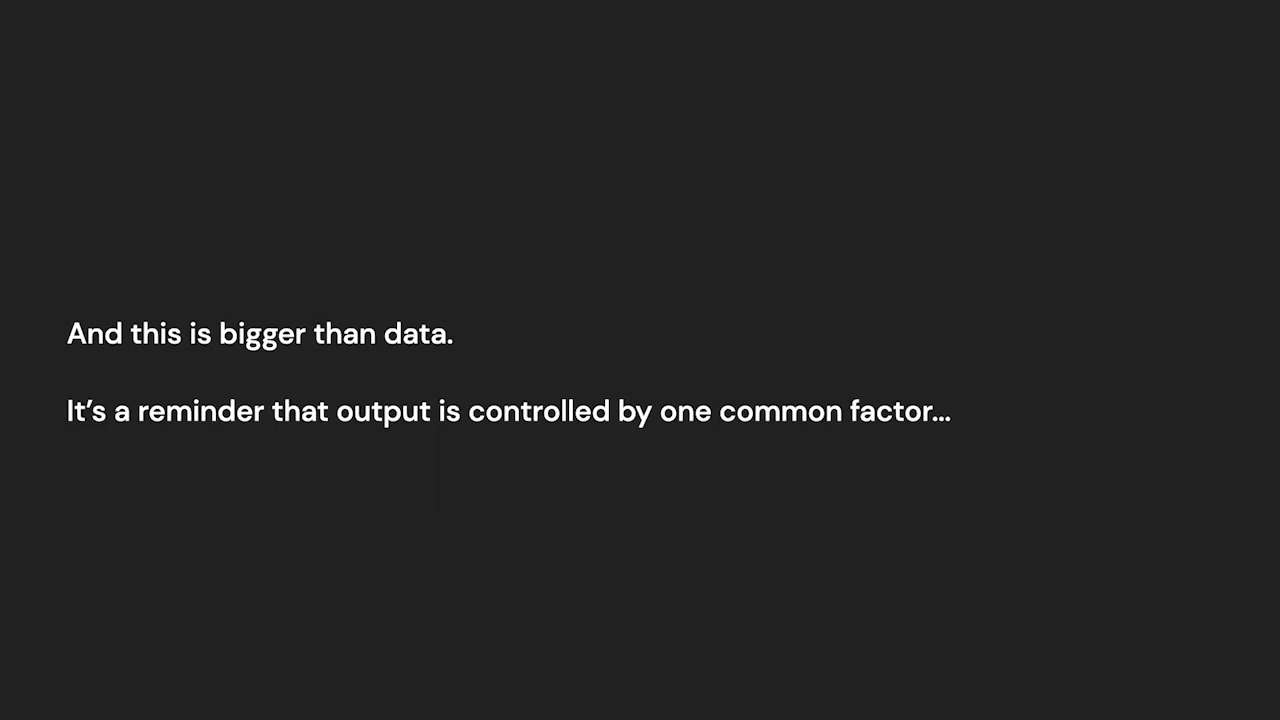 And this is bigger than data.
It’s a reminder that output is controlled by one common factor...